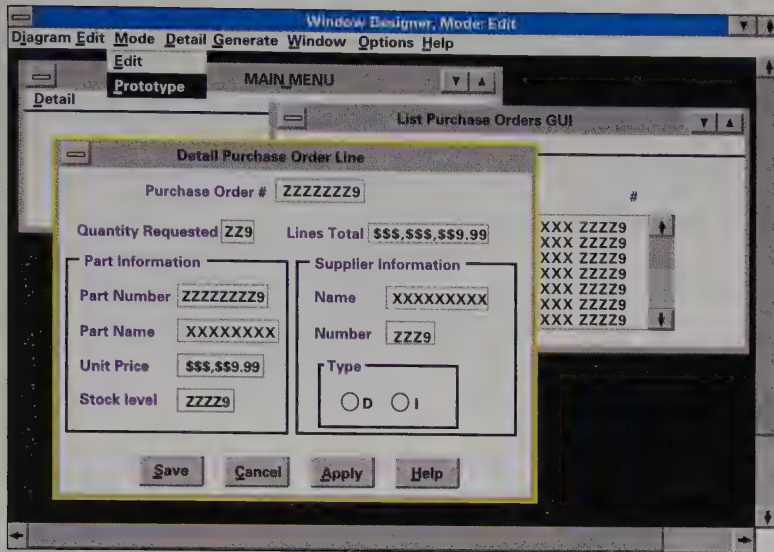 Window Designer, Mode: Edit
Diagram Edit Mode Detail Generate Window Options Help
Edit
Prototype
MAIN_MENU
Detail
List Purchase Orders GUI
#
Detail Purchase Order Line
Purchase Order # ZZZZZZZ9
Quantity Requested ZZ9 Lines Total $$$,$$$,$$9.99
Part Information
Part Number ZZZZZZZZ9
Part Name XXXXXXXX
Unit Price $$$,$$9.99
Stock level ZZZZ9
Supplier Information
Name XXXXXXXXX
Number ZZZ9
Type
D I
XXX ZZZZ9
XXX ZZZZ9
XXX ZZZZ9
XXX ZZZZ9
XXX ZZZZ9
XXX ZZZZ9
XXX ZZZZ9
Save Cancel Apply Help